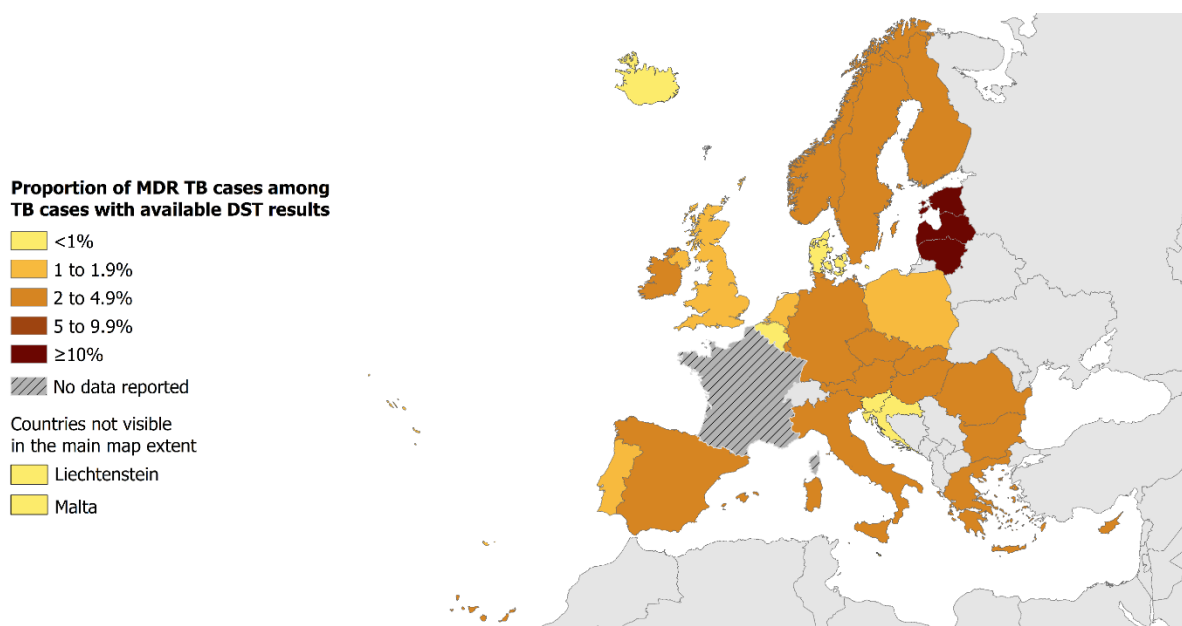 Proportion of MDR TB cases among
TB cases with available DST results
<1%
1 to 1.9%
2 to 4.9%
5 to 9.9%
≥10%
No data reported
Countries not visible
in the main map extent
Liechtenstein
Malta